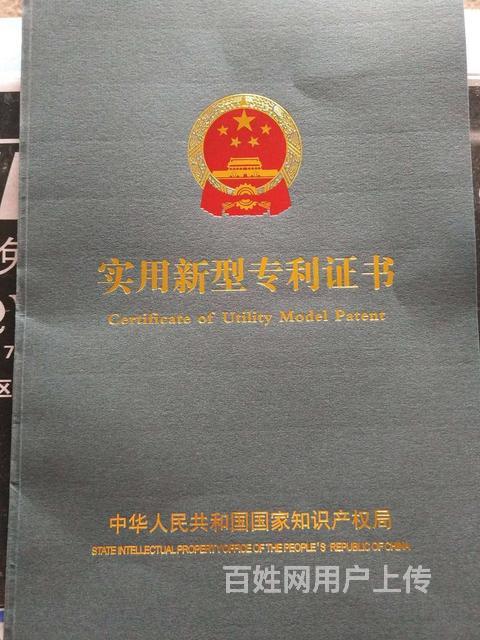 实用新型专利证书
Certificate of Utility Model Patent
中华人民共和国国家知识产权局
STATE INTELLECTUAL PROPERTY OFFICE OF THE PEOPLE'S REPUBLIC OF CHINA
百姓网用户上传
7
区